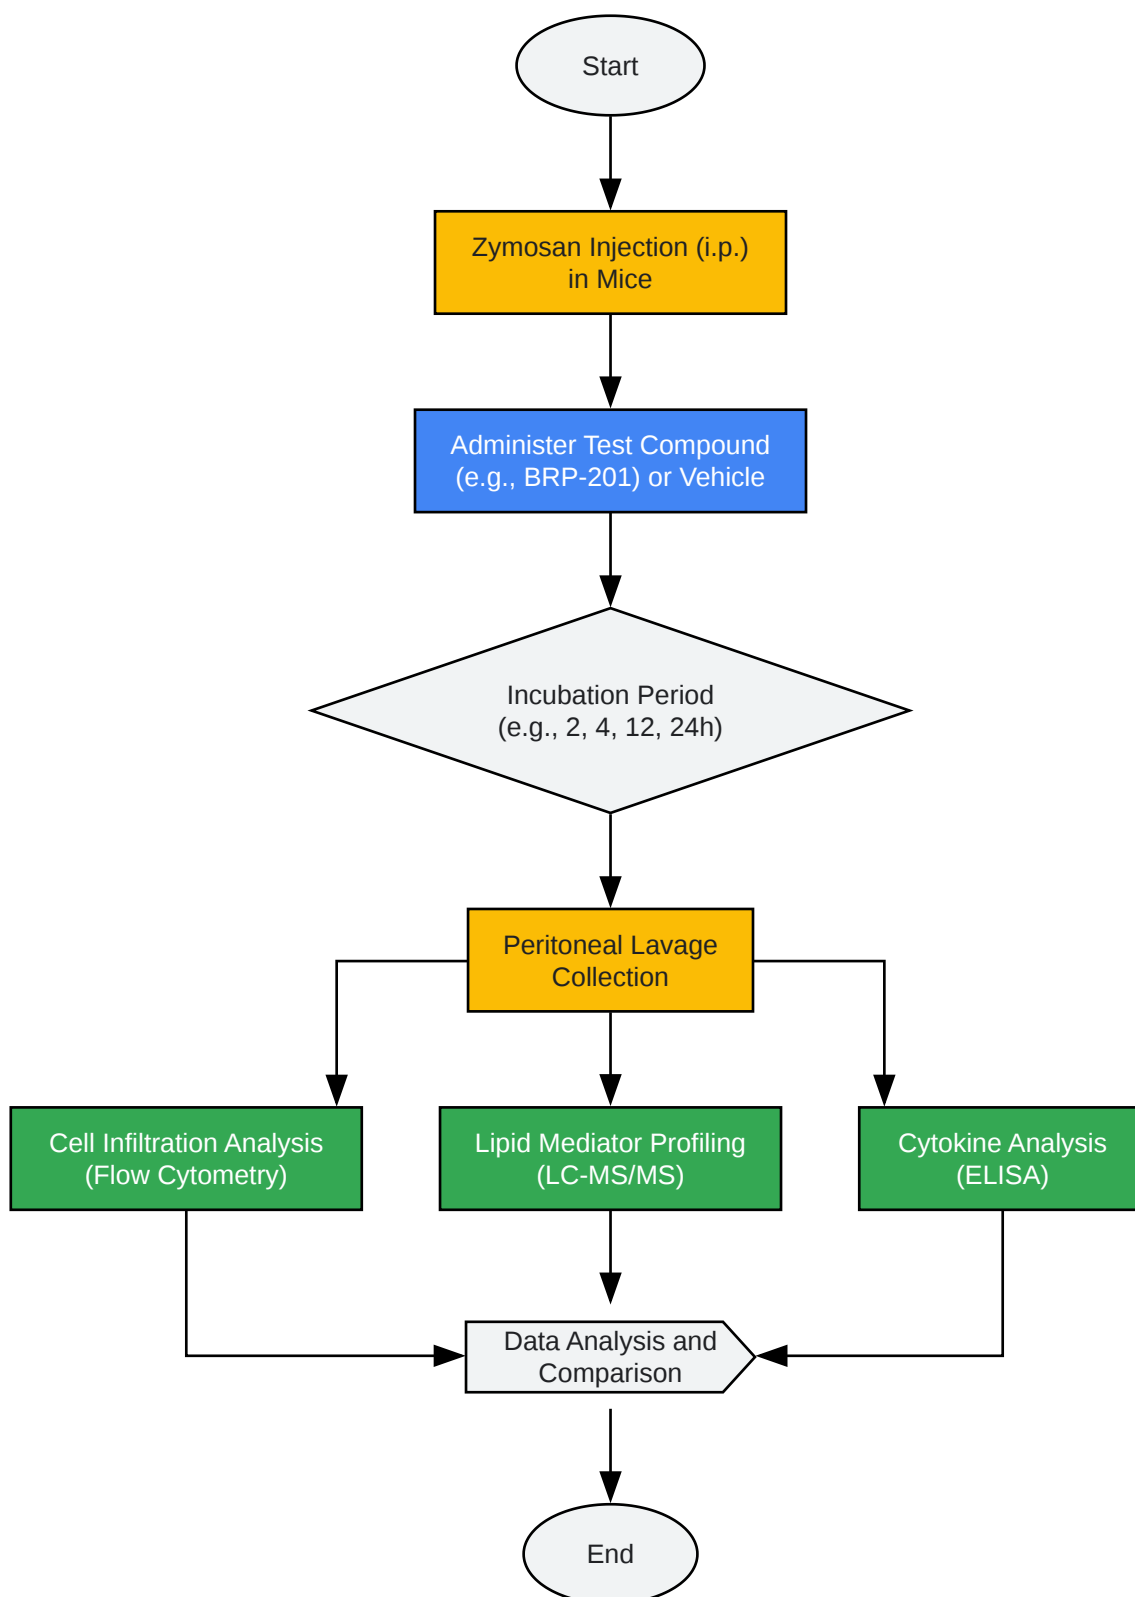 Start
Zymosan Injection (i.p.)
in Mice
Administer Test Compound
(e.g., BRP-201) or Vehicle
Incubation Period
(e.g., 2, 4, 12, 24h)
Peritoneal Lavage
Collection
Cell Infiltration Analysis
(Flow Cytometry)
Lipid Mediator Profiling
(LC-MS/MS)
Cytokine Analysis
(ELISA)
Data Analysis and
Comparison
End